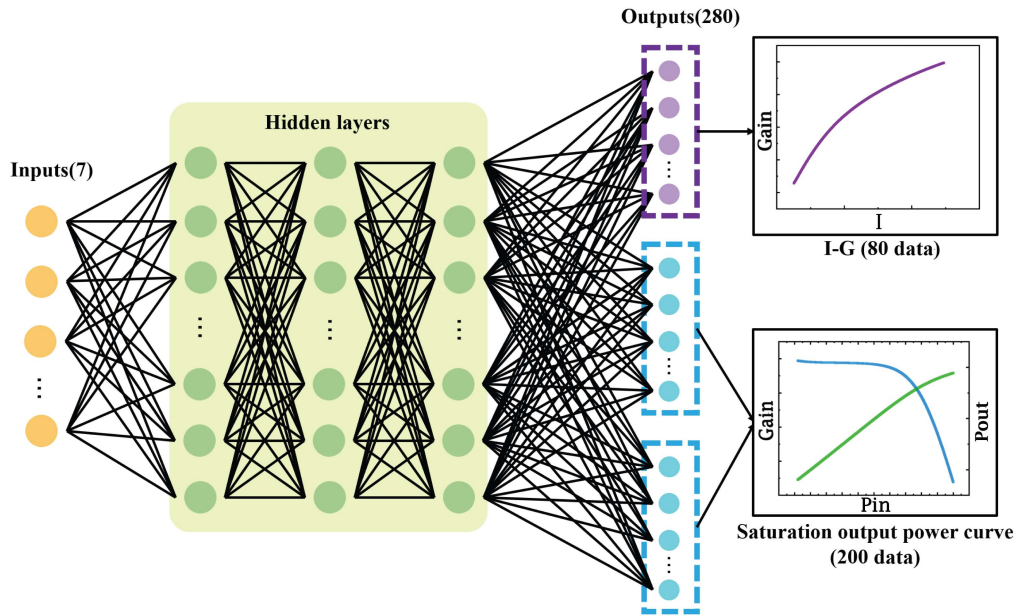 Outputs(280)
Hidden layers
Inputs(7)
Gain
I
I-G (80 data)
Gain
Pout
Pin
Saturation output power curve
(200 data)